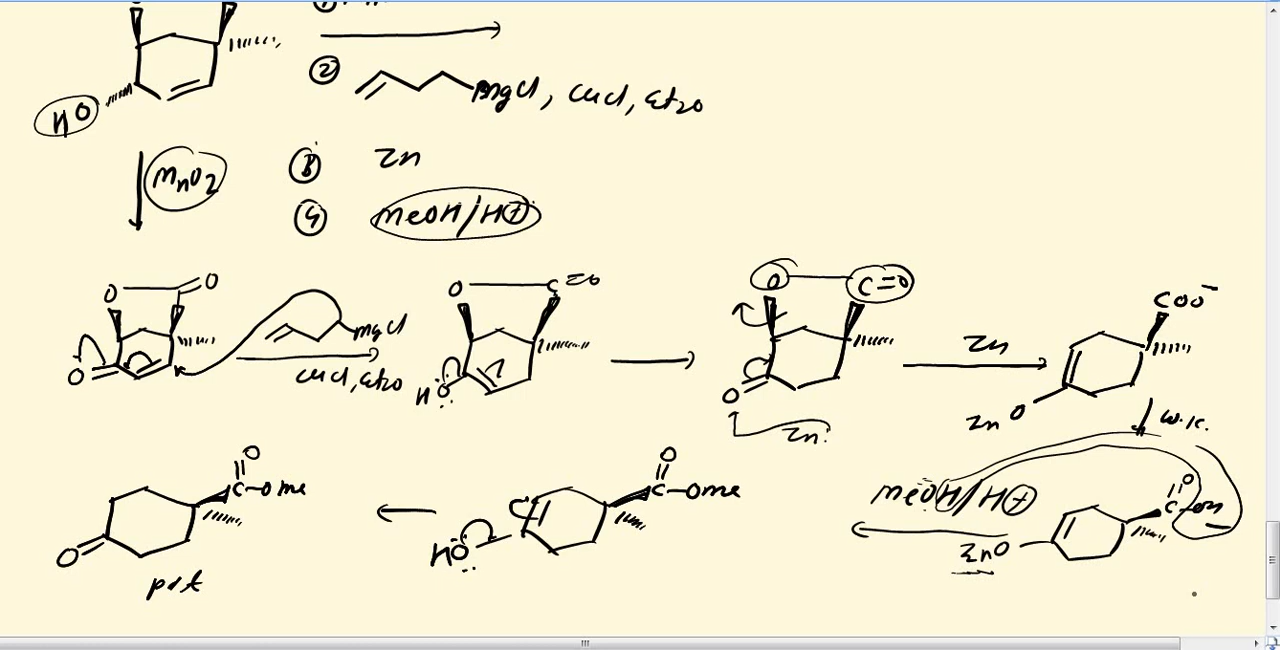 ②
MgCl, CuCl, Et2O
HO
MnO2
③ Zn
④ MeOH/H⊕
O
O
O
C=O
O
C=O
MgCl
CuCl, Et2O
O
HO
O
Zn:
Zn
COO⁻
ZnO
w.k.
O
C-OMe
O
C-OMe
MeOH/H⊕
O
C-OH
O
HO
ZnO
pdt